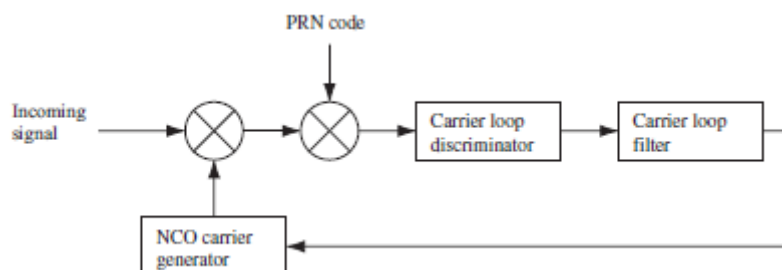 PRN code
Incoming
signal
Carrier loop
discriminator
Carrier loop
filter
NCO carrier
generator